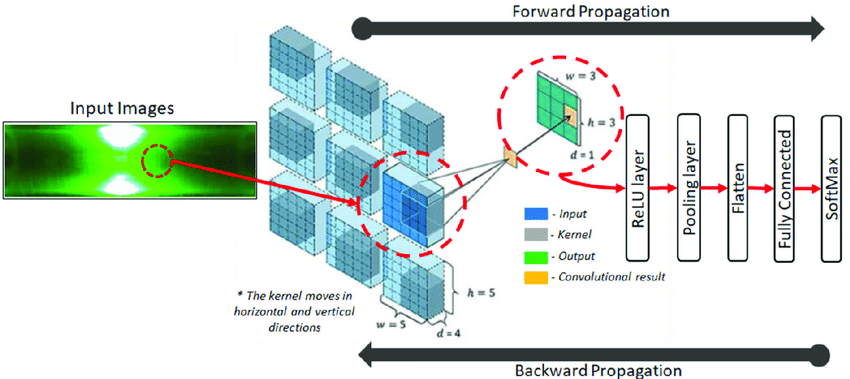 Forward Propagation
Input Images
w = 3
h = 3
d = 1
ReLU layer
Pooling layer
Flatten
Fully Connected
SoftMax
- Input
- Kernel
- Output
- Convolutional result
* The kernel moves in
horizontal and vertical
directions
h = 5
w = 5
d = 4
Backward Propagation